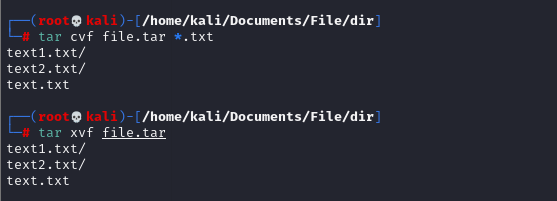 ┌──(root💀kali)-[/home/kali/Documents/File/dir]
└─# tar cvf file.tar *.txt
text1.txt/
text2.txt/
text.txt
┌──(root💀kali)-[/home/kali/Documents/File/dir]
└─# tar xvf file.tar
text1.txt/
text2.txt/
text.txt